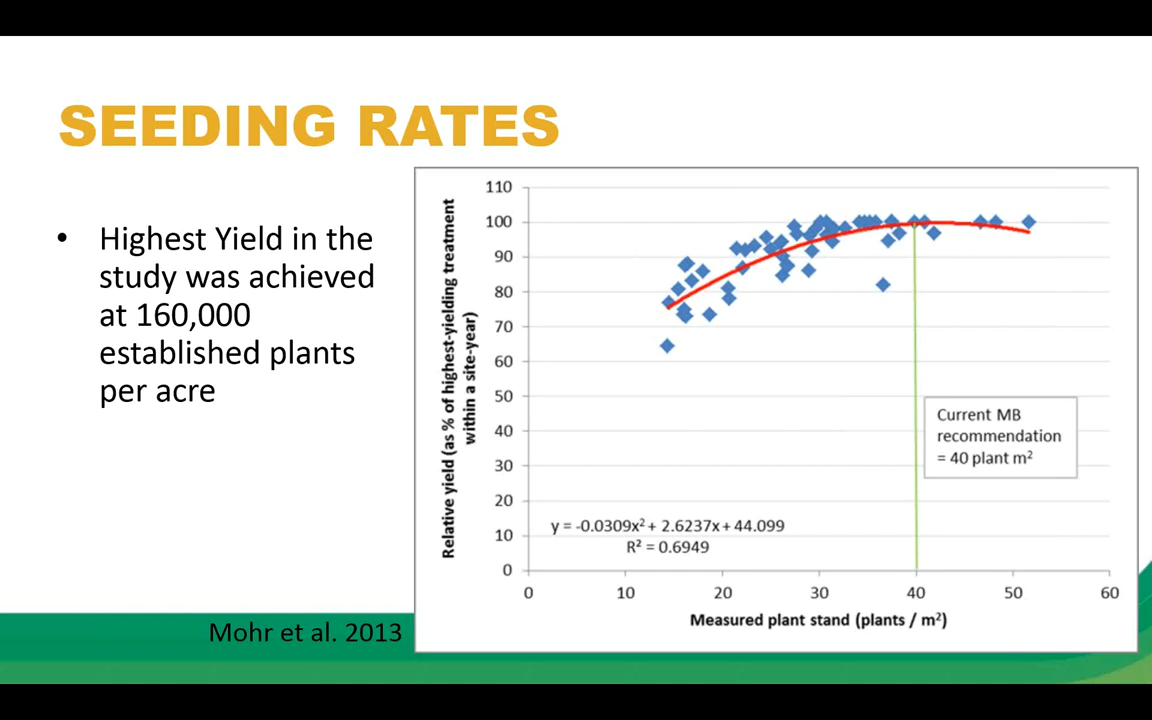 SEEDING RATES
• Highest Yield in the
study was achieved
at 160,000
established plants
per acre
Mohr et al. 2013
Relative yield (as % of highest-yielding treatment
within a site-year)
110
100
90
80
70
60
50
40
30
20
10
0
Current MB
recommendation
= 40 plant m²
y = -0.0309x² + 2.6237x + 44.099
R² = 0.6949
0 10 20 30 40 50 60
Measured plant stand (plants / m²)